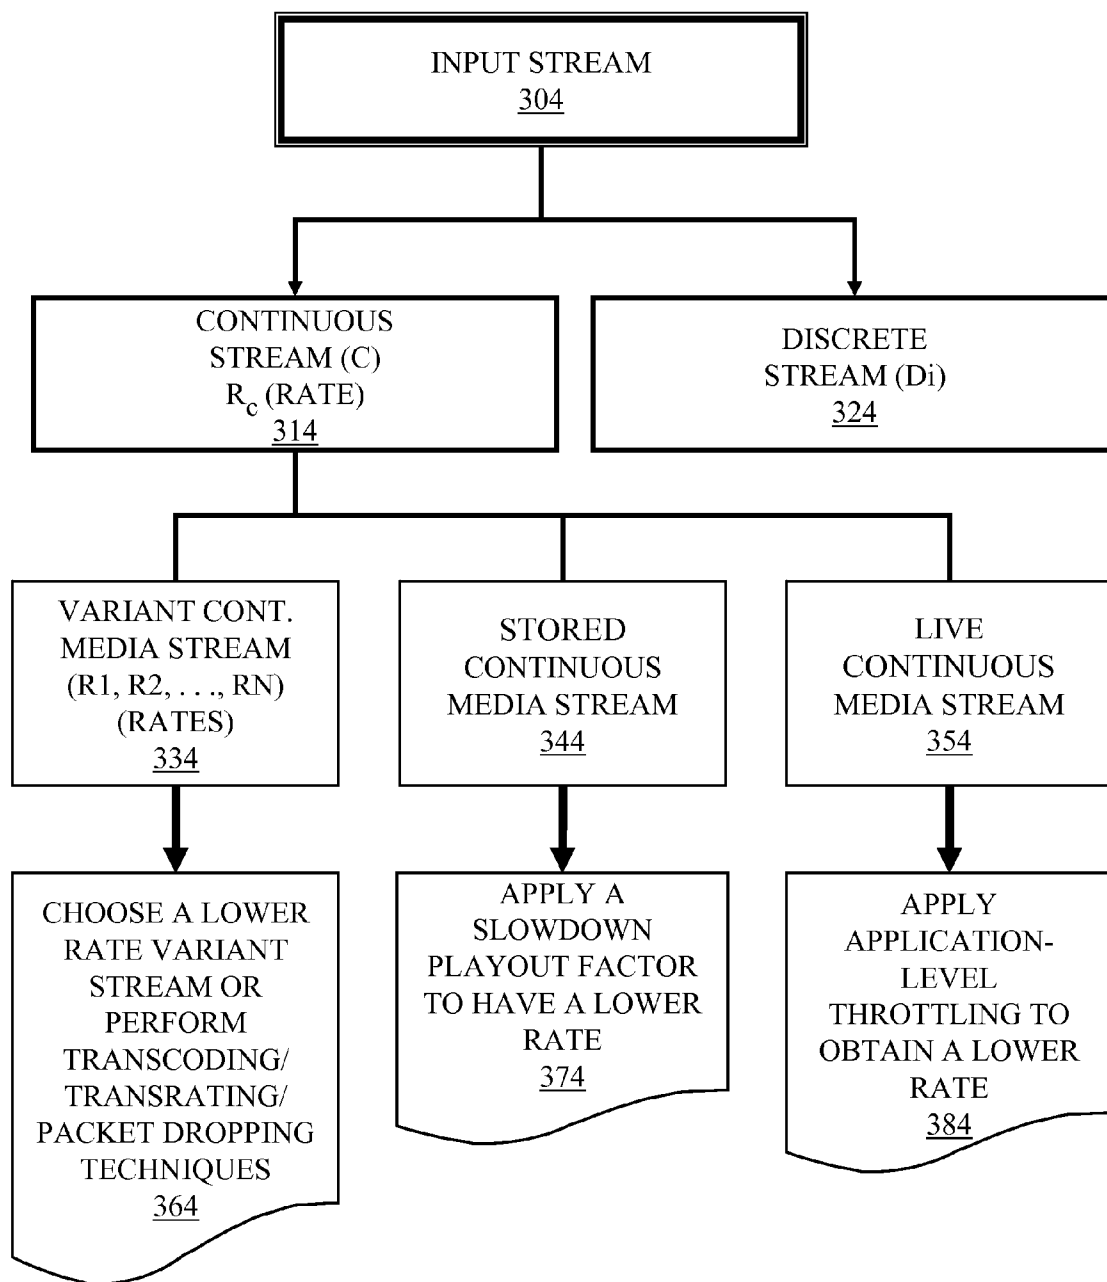 INPUT STREAM
304
CONTINUOUS
STREAM (C)
Rc (RATE)
314
DISCRETE
STREAM (Di)
324
VARIANT CONT.
MEDIA STREAM
(R1, R2, . . ., RN)
(RATES)
334
STORED
CONTINUOUS
MEDIA STREAM
344
LIVE
CONTINUOUS
MEDIA STREAM
354
CHOOSE A LOWER
RATE VARIANT
STREAM OR
PERFORM
TRANSCODING/
TRANSRATING/
PACKET DROPPING
TECHNIQUES
364
APPLY A
SLOWDOWN
PLAYOUT FACTOR
TO HAVE A LOWER
RATE
374
APPLY
APPLICATION-
LEVEL
THROTTLING TO
OBTAIN A LOWER
RATE
384